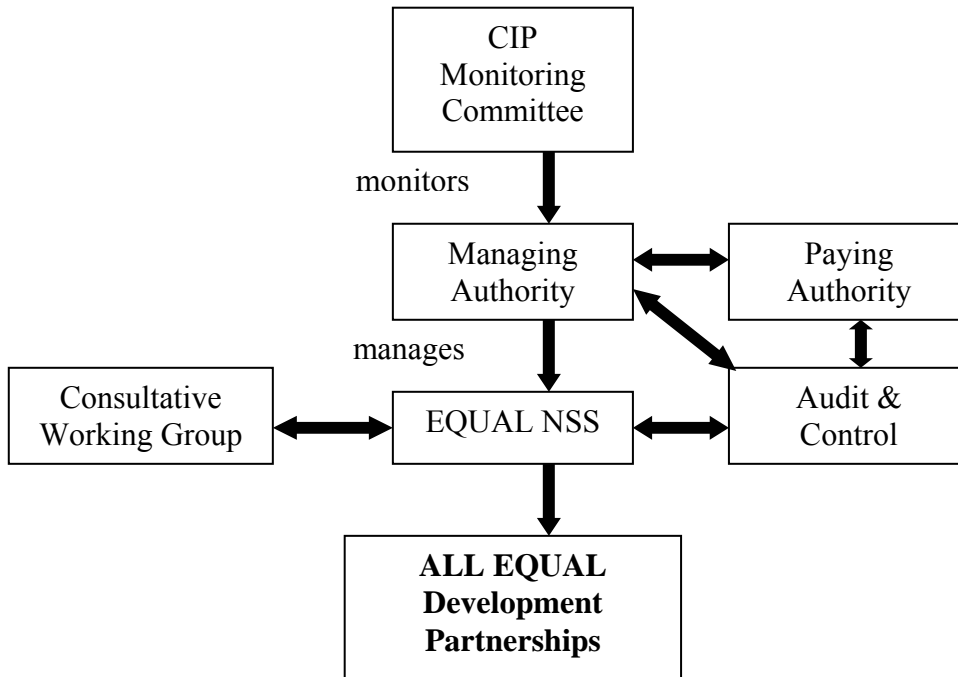 CIP
Monitoring
Committee
monitors
Managing
Authority
Paying
Authority
manages
Consultative
Working Group
EQUAL NSS
Audit &
Control
ALL EQUAL
Development
Partnerships